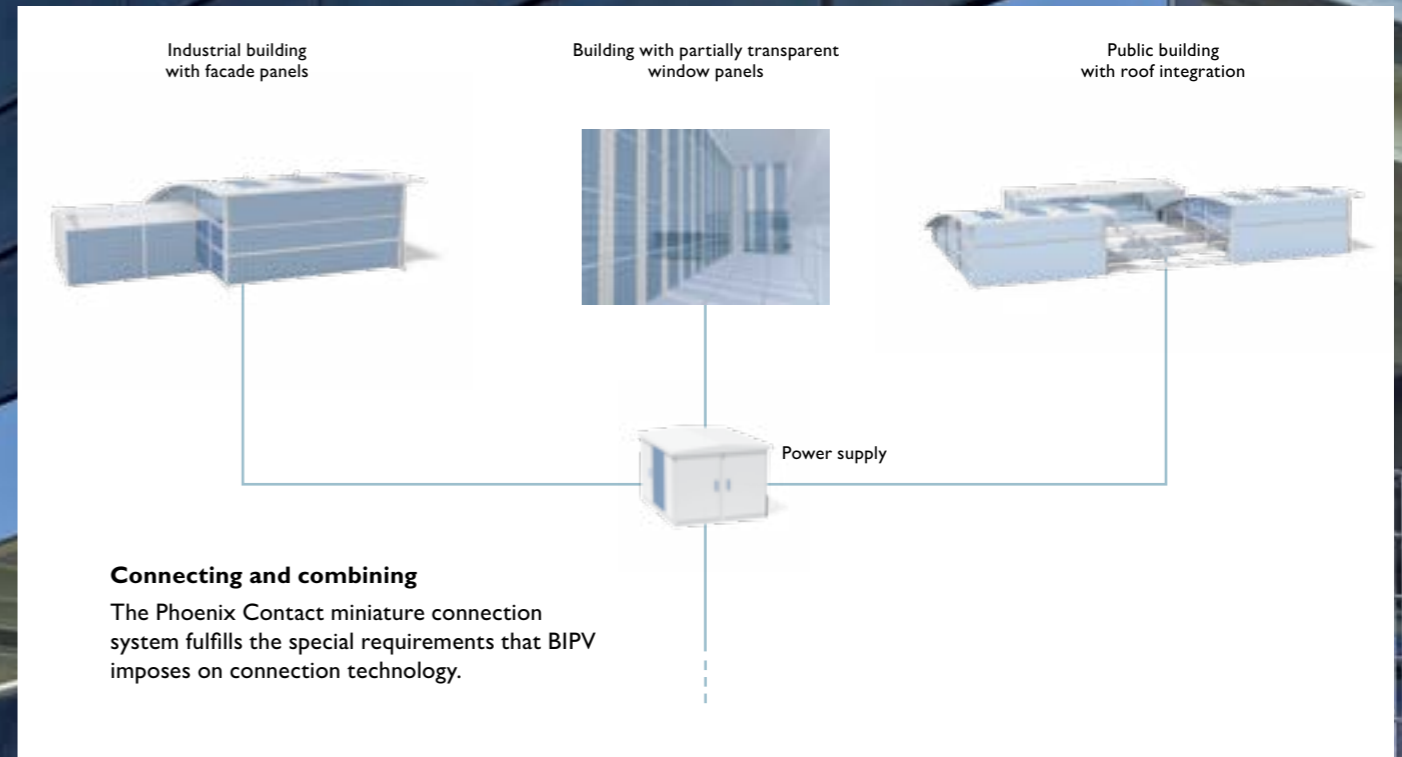 Industrial building
with facade panels
Building with partially transparent
window panels
Public building
with roof integration
Power supply
Connecting and combining
The Phoenix Contact miniature connection
system fulfills the special requirements that BIPV
imposes on connection technology.